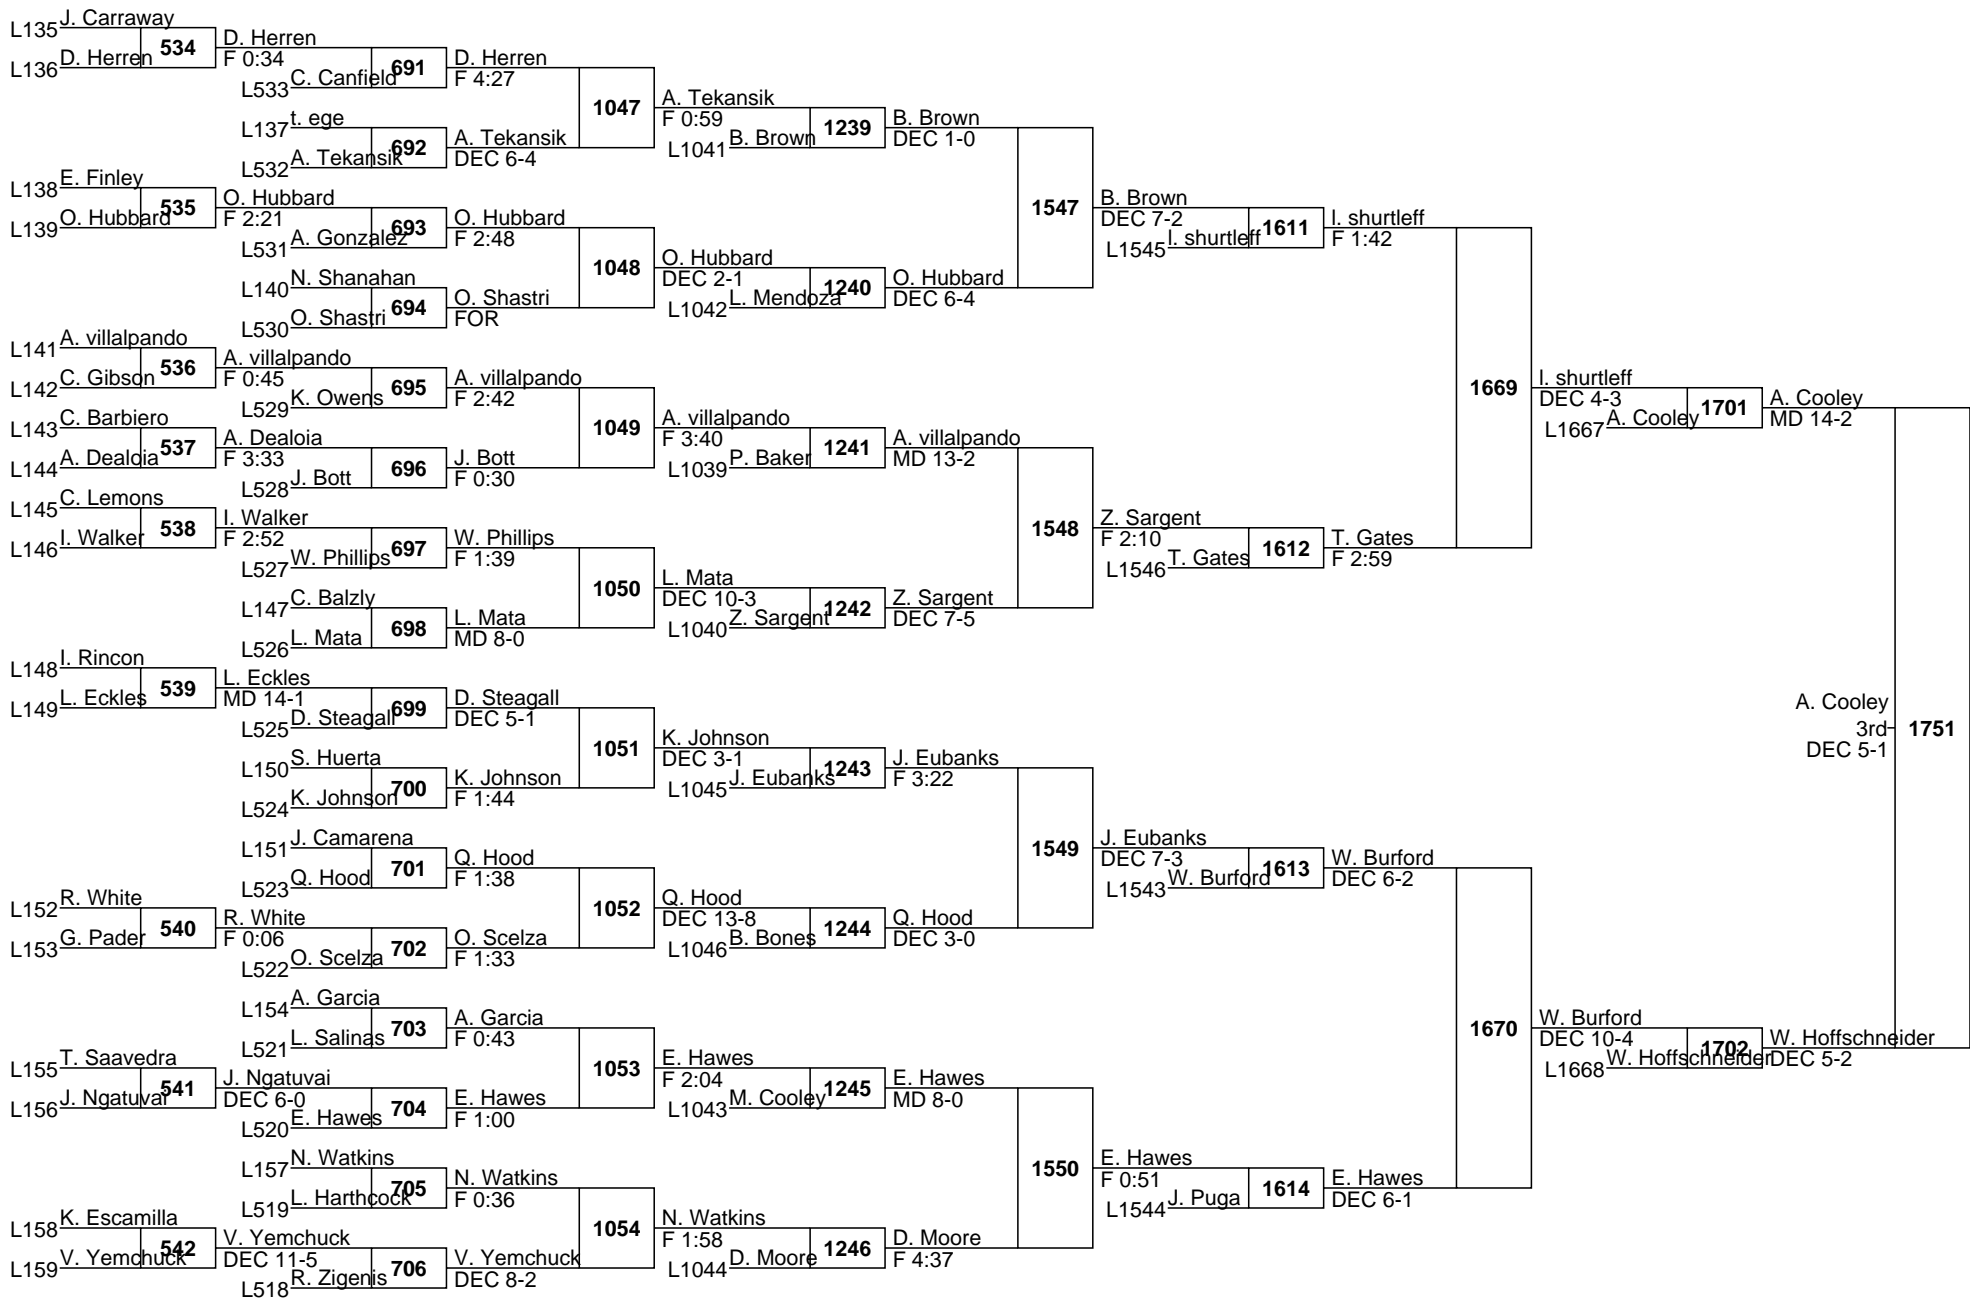 J. Carraway
L135
534
D. Herren
L136
D. Herren
F 0:34
691
D. Herren
F 4:27
L533
C. Canfield
1047
A. Tekansik
F 0:59
L137
t. ege
692
A. Tekansik
DEC 6-4
L532
A. Tekansik
L1041
B. Brown
1239
B. Brown
DEC 1-0
L138
E. Finley
535
O. Hubbard
F 2:21
L139
O. Hubbard
693
O. Hubbard
F 2:48
L531
A. Gonzalez
1547
B. Brown
DEC 7-2
L1545
I. shurtleff
1611
I. shurtleff
F 1:42
1048
O. Hubbard
DEC 2-1
L1042
L. Mendoza
1240
O. Hubbard
DEC 6-4
L140
N. Shanahan
694
O. Shastri
FOR
L530
O. Shastri
L141
A. villalpando
536
A. villalpando
F 0:45
L142
C. Gibson
695
A. villalpando
F 2:42
L529
K. Owens
1669
I. shurtleff
DEC 4-3
L1667
A. Cooley
1701
A. Cooley
MD 14-2
L143
C. Barbiero
537
A. Dealoia
F 3:33
L144
A. Dealoia
1049
A. villalpando
F 3:40
L1039
P. Baker
1241
A. villalpando
MD 13-2
696
J. Bott
F 0:30
L528
J. Bott
L145
C. Lemons
538
I. Walker
F 2:52
L146
I. Walker
697
W. Phillips
F 1:39
L527
W. Phillips
1548
Z. Sargent
F 2:10
L1546
T. Gates
1612
T. Gates
F 2:59
1050
L. Mata
DEC 10-3
L1040
Z. Sargent
1242
Z. Sargent
DEC 7-5
L147
C. Balzly
698
L. Mata
MD 8-0
L526
L. Mata
L148
I. Rincon
539
L. Eckles
MD 14-1
L149
L. Eckles
699
D. Steagall
DEC 5-1
L525
D. Steagall
A. Cooley
3rd
DEC 5-1
1751
1051
K. Johnson
DEC 3-1
L1045
J. Eubanks
1243
J. Eubanks
F 3:22
L150
S. Huerta
700
K. Johnson
F 1:44
L524
K. Johnson
L151
J. Camarena
701
Q. Hood
F 1:38
L523
Q. Hood
1549
J. Eubanks
DEC 7-3
L1543
W. Burford
1613
W. Burford
DEC 6-2
L152
R. White
540
R. White
F 0:06
L153
G. Pader
1052
Q. Hood
DEC 13-8
L1046
B. Bones
1244
Q. Hood
DEC 3-0
702
O. Scelza
F 1:33
L522
O. Scelza
L154
A. Garcia
703
A. Garcia
F 0:43
L521
L. Salinas
1670
W. Burford
DEC 10-4
L1668
W. Hoffschneider
1702
W. Hoffschneider
DEC 5-2
L155
T. Saavedra
541
J. Ngatuvai
DEC 6-0
L156
J. Ngatuvai
1053
E. Hawes
F 2:04
L1043
M. Cooley
1245
E. Hawes
MD 8-0
704
E. Hawes
F 1:00
L520
E. Hawes
L157
N. Watkins
705
N. Watkins
F 0:36
L519
L. Harthcock
1550
E. Hawes
F 0:51
L1544
J. Puga
1614
E. Hawes
DEC 6-1
L158
K. Escamilla
542
V. Yemchuck
DEC 11-5
L159
V. Yemchuck
1054
N. Watkins
F 1:58
L1044
D. Moore
1246
D. Moore
F 4:37
706
V. Yemchuck
DEC 8-2
L518
R. Zigenis